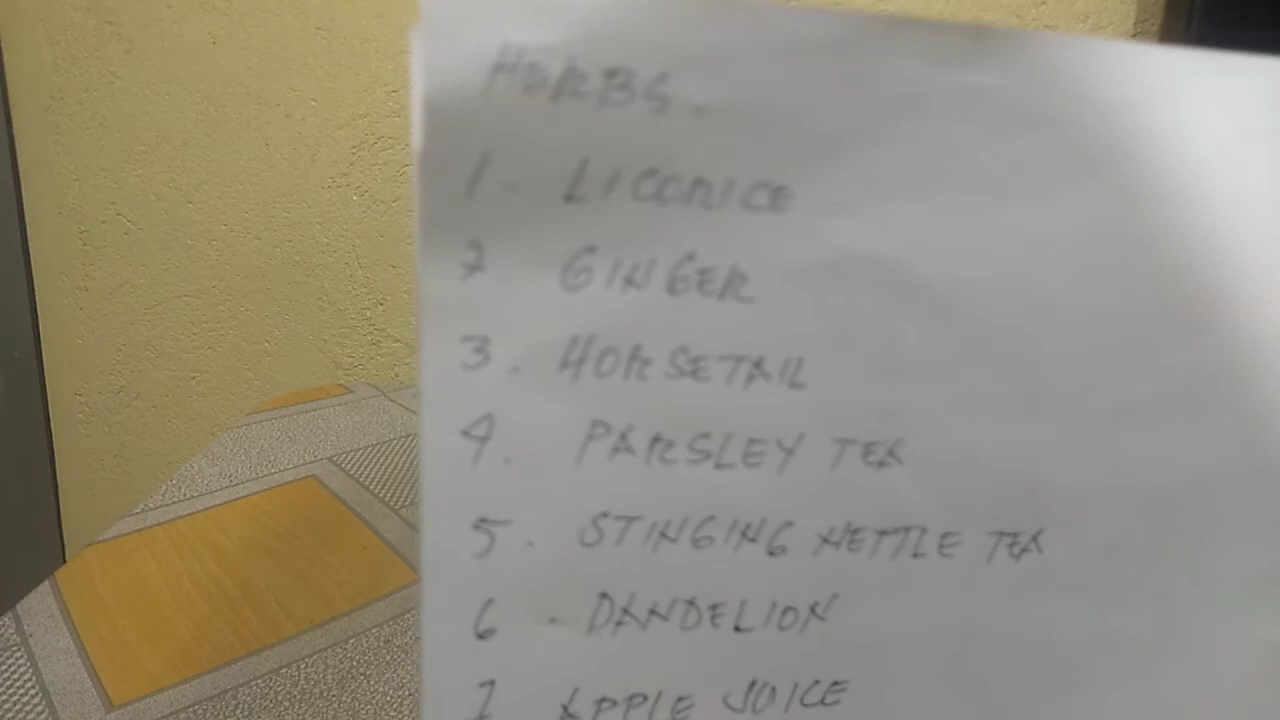 HERBS.
1. LICORICE
2 GINGER
3. HORSETAIL
4. PARSLEY TEA
5. STINGING NETTLE TEA
6. DANDELION
7 APPLE JUICE